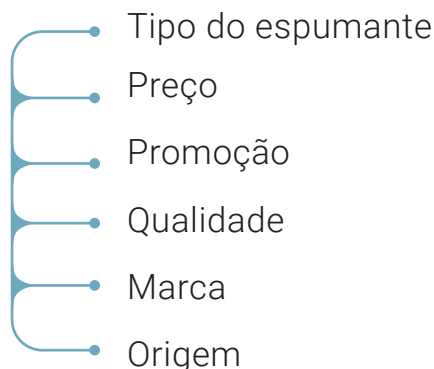 Tipo do espumante
Preço
Promoção
Qualidade
Marca
Origem